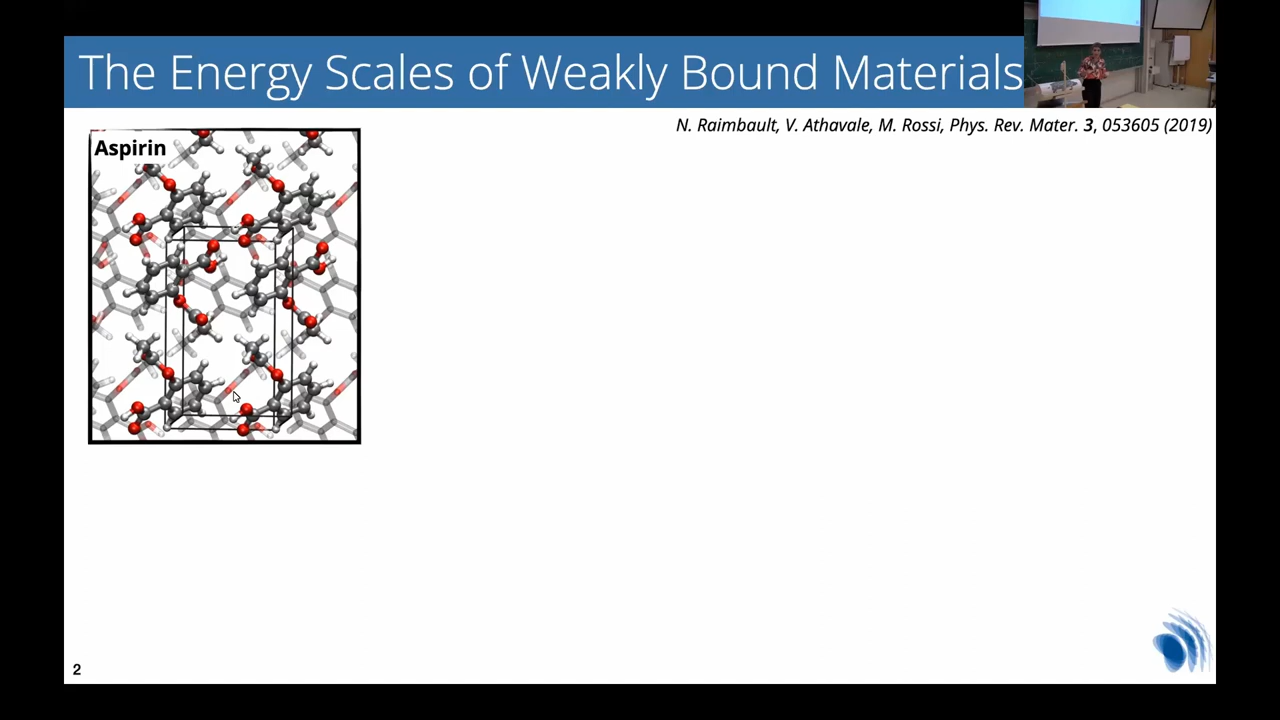 The Energy Scales of Weakly Bound Materials
N. Raimbault, V. Athavale, M. Rossi, Phys. Rev. Mater. 3, 053605 (2019)
Aspirin
2